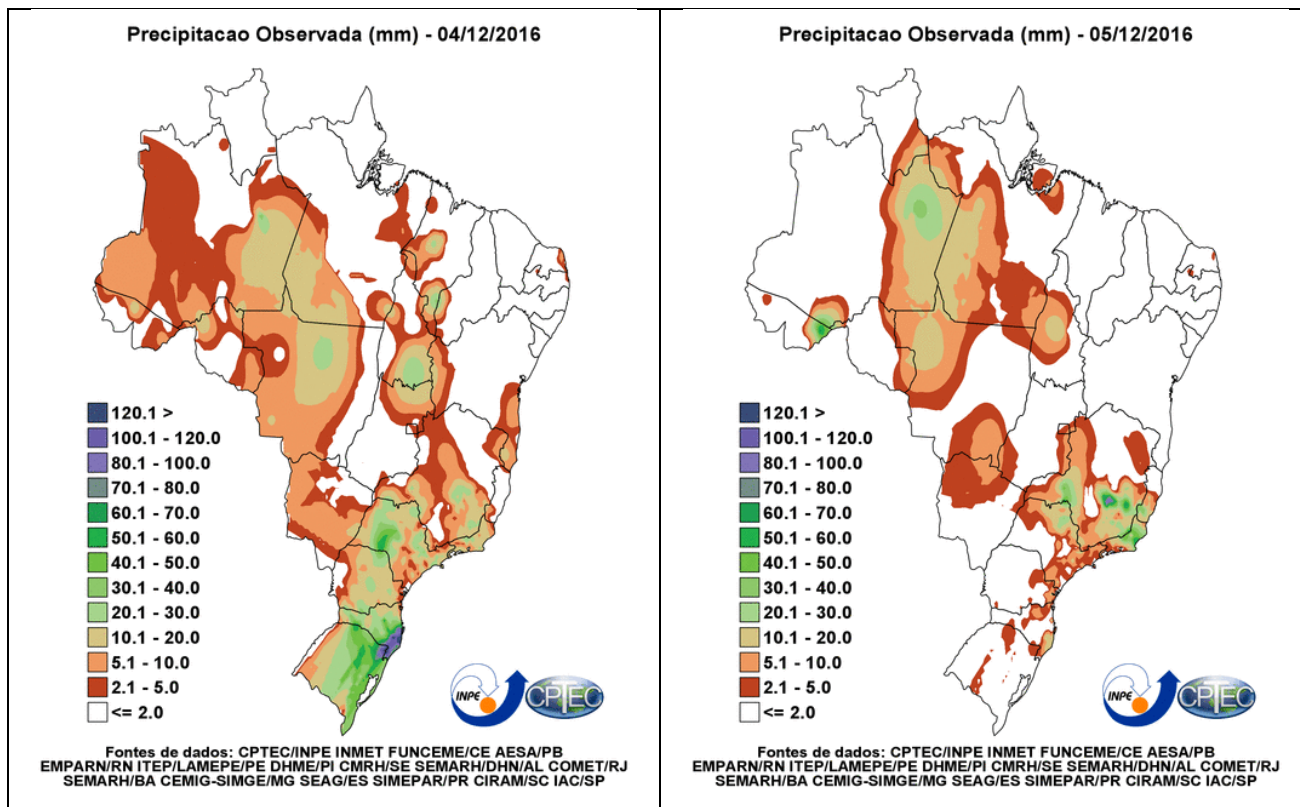 Precipitacao Observada (mm) - 04/12/2016
120.1 >
100.1 - 120.0
80.1 - 100.0
70.1 - 80.0
60.1 - 70.0
50.1 - 60.0
40.1 - 50.0
30.1 - 40.0
20.1 - 30.0
10.1 - 20.0
5.1 - 10.0
2.1 - 5.0
<= 2.0
INPE
CPTEC
Fontes de dados: CPTEC/INPE INMET FUNCEME/CE AESA/PB
EMPARN/RN ITEP/LAMEPE/PE DHME/PI CMRH/SE SEMARH/DHN/AL COMET/RJ
SEMARH/BA CEMIG-SIMGE/MG SEAG/ES SIMEPAR/PR CIRAM/SC IAC/SP
Precipitacao Observada (mm) - 05/12/2016
120.1 >
100.1 - 120.0
80.1 - 100.0
70.1 - 80.0
60.1 - 70.0
50.1 - 60.0
40.1 - 50.0
30.1 - 40.0
20.1 - 30.0
10.1 - 20.0
5.1 - 10.0
2.1 - 5.0
<= 2.0
INPE
CPTEC
Fontes de dados: CPTEC/INPE INMET FUNCEME/CE AESA/PB
EMPARN/RN ITEP/LAMEPE/PE DHME/PI CMRH/SE SEMARH/DHN/AL COMET/RJ
SEMARH/BA CEMIG-SIMGE/MG SEAG/ES SIMEPAR/PR CIRAM/SC IAC/SP